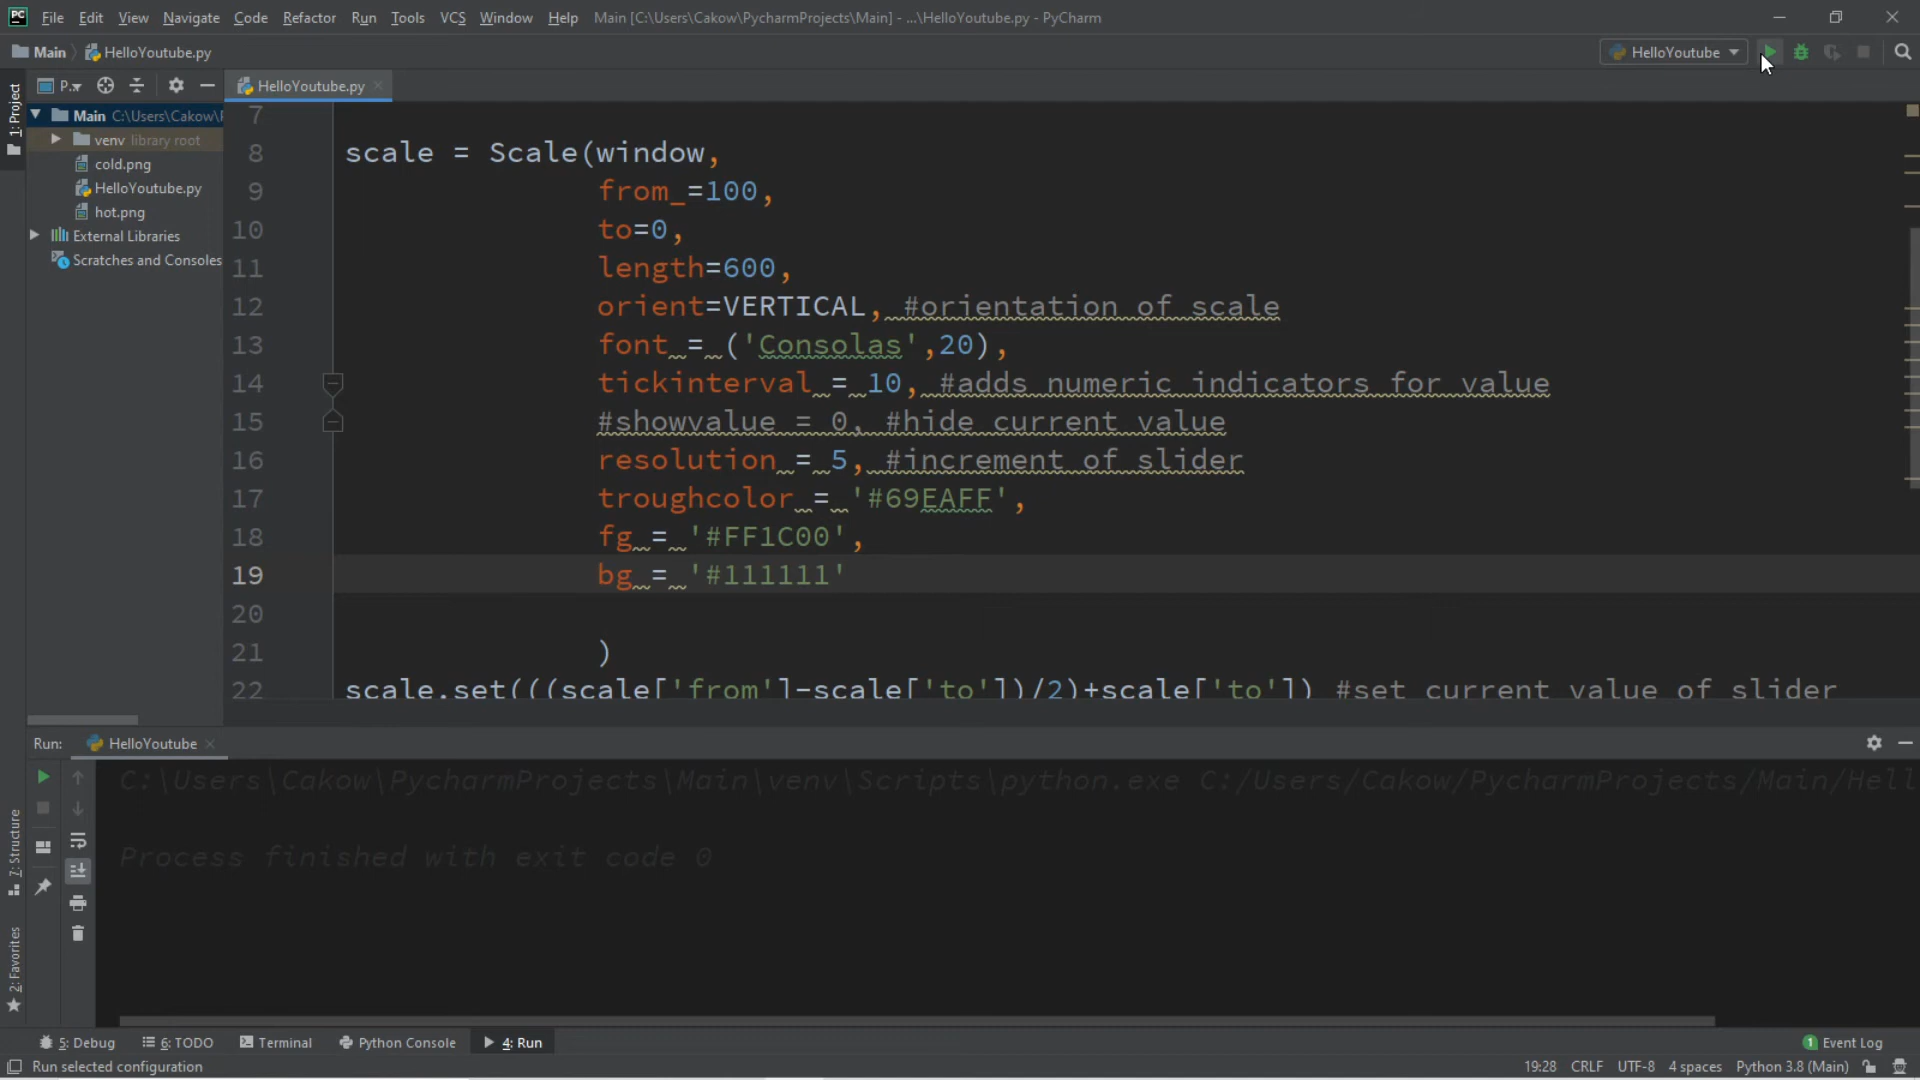 PC File Edit View Navigate Code Refactor Run Tools VCS Window Help Main [C:\Users\Cakow\PycharmProjects\Main] - ...\HelloYoutube.py - PyCharm
Main HelloYoutube.py HelloYoutube
1: Project
P.. HelloYoutube.py
Main C:\Users\Cakow\
venv library root
cold.png
HelloYoutube.py
hot.png
External Libraries
Scratches and Consoles
7
8 scale = Scale(window,
9 from_=100,
10 to=0,
11 length=600,
12 orient=VERTICAL, #orientation of scale
13 font = ('Consolas',20),
14 tickinterval = 10, #adds numeric indicators for value
15 #showvalue = 0, #hide current value
16 resolution = 5, #increment of slider
17 troughcolor = '#69EAFF',
18 fg = '#FF1C00',
19 bg = '#111111'
20
21 )
22 scale.set(((scale['from']-scale['to'])/2)+scale['to']) #set current value of slider
Run: HelloYoutube
C:\Users\Cakow\PycharmProjects\Main\venv\Scripts\python.exe C:/Users/Cakow/PycharmProjects/Main/Hell
Process finished with exit code 0
7: Structure
2: Favorites
5: Debug 6: TODO Terminal Python Console 4: Run 1 Event Log
Run selected configuration 19:28 CRLF UTF-8 4 spaces Python 3.8 (Main)